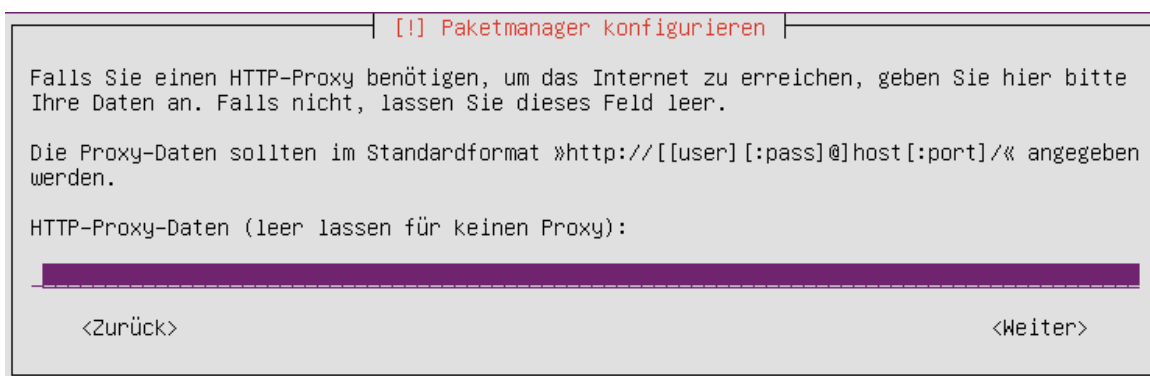 [!] Paketmanager konfigurieren
Falls Sie einen HTTP-Proxy benötigen, um das Internet zu erreichen, geben Sie hier bitte
Ihre Daten an. Falls nicht, lassen Sie dieses Feld leer.
Die Proxy-Daten sollten im Standardformat »http://[[user][:pass]@]host[:port]/« angegeben
werden.
HTTP-Proxy-Daten (leer lassen für keinen Proxy):
<Zurück> <Weiter>